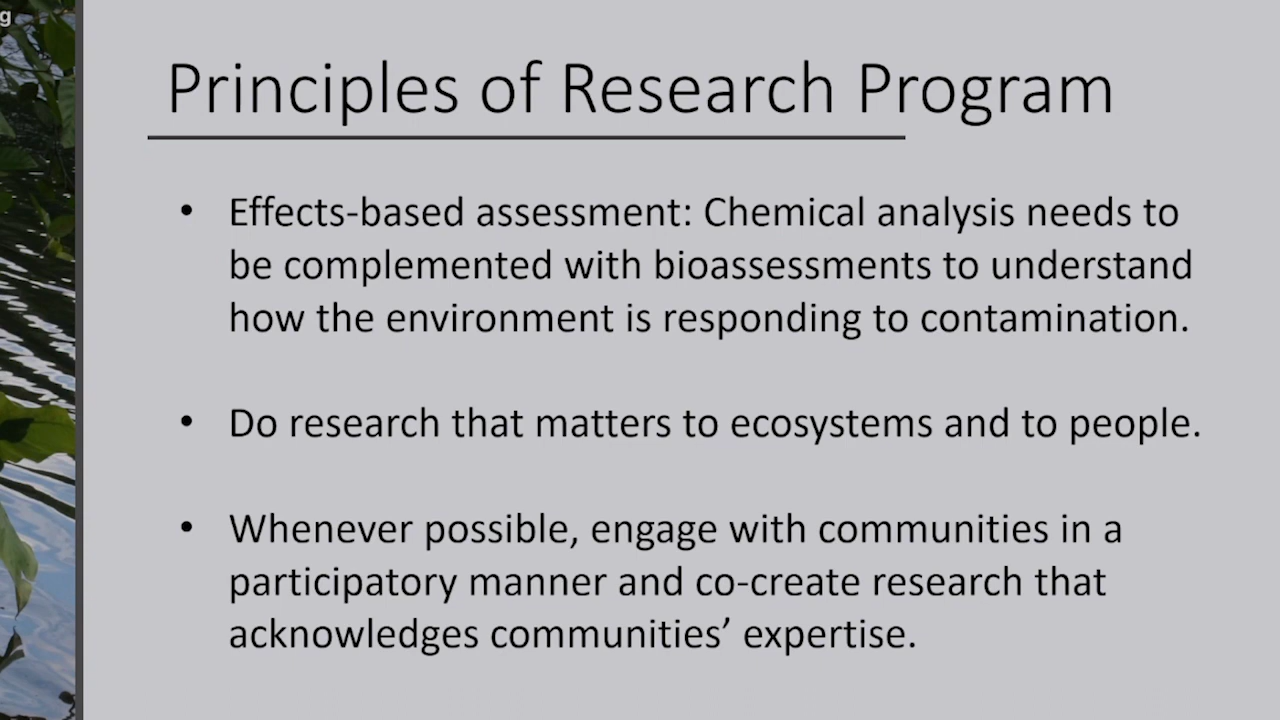 g
Principles of Research Program
• Effects-based assessment: Chemical analysis needs to
be complemented with bioassessments to understand
how the environment is responding to contamination.
• Do research that matters to ecosystems and to people.
• Whenever possible, engage with communities in a
participatory manner and co-create research that
acknowledges communities’ expertise.